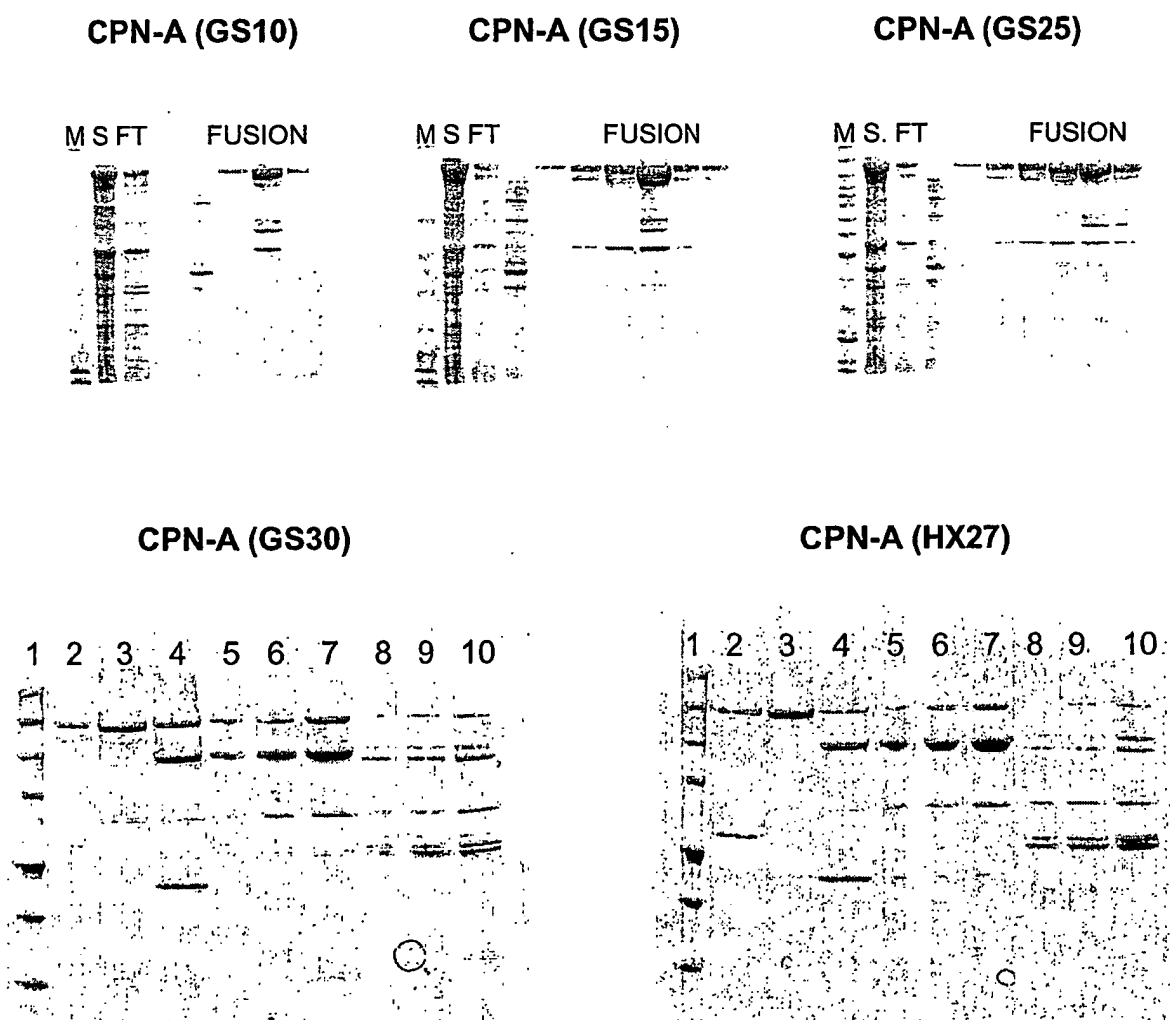 CPN-A (GS10)
CPN-A (GS15)
CPN-A (GS25)
M S FT FUSION
M S FT FUSION
M S. FT FUSION
CPN-A (GS30)
CPN-A (HX27)
1 2 3 4 5 6 7 8 9 10
1 2 3 4 5 6 7 8 9 10